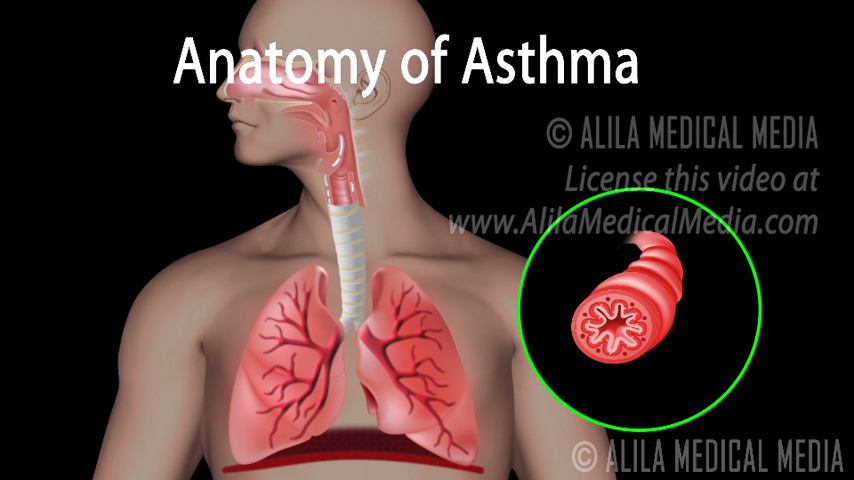 Anatomy of Asthma
© ALILA MEDICAL MEDIA
License this video at
www.AlilaMedicalMedia.com
© ALILA MEDICAL MEDIA